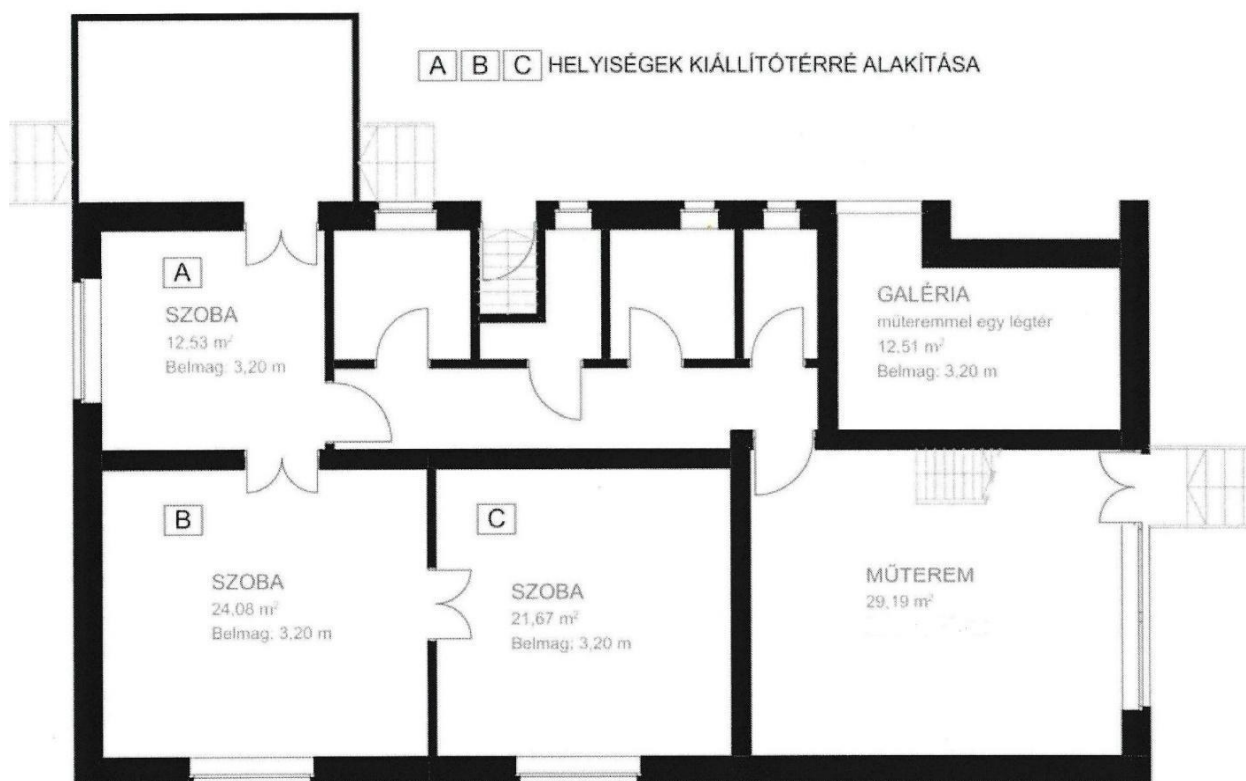 A B C HELYISÉGEK KIÁLLÍTÓTÉRRÉ ALAKÍTÁSA
A
SZOBA
12,53 m²
Belmag: 3,20 m
GALÉRIA
műteremmel egy légtér
12,51 m²
Belmag: 3,20 m
B
SZOBA
24,08 m²
Belmag: 3,20 m
C
SZOBA
21,67 m²
Belmag: 3,20 m
MŰTEREM
29,19 m²